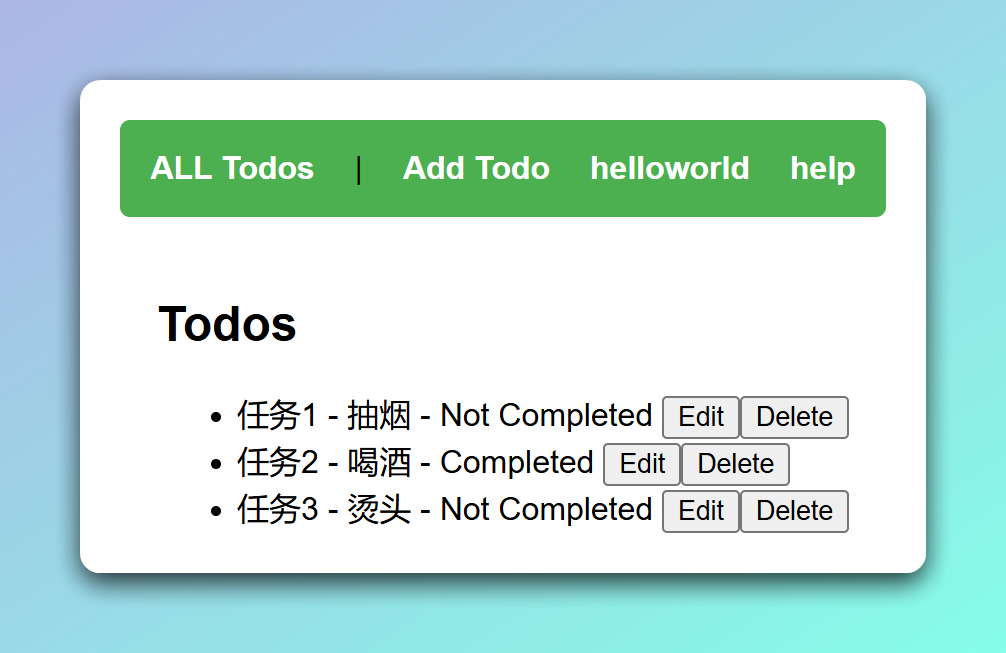 ALL Todos | Add Todo helloworld help
Todos
任务1 - 抽烟 - Not Completed Edit Delete
任务2 - 喝酒 - Completed Edit Delete
任务3 - 烫头 - Not Completed Edit Delete